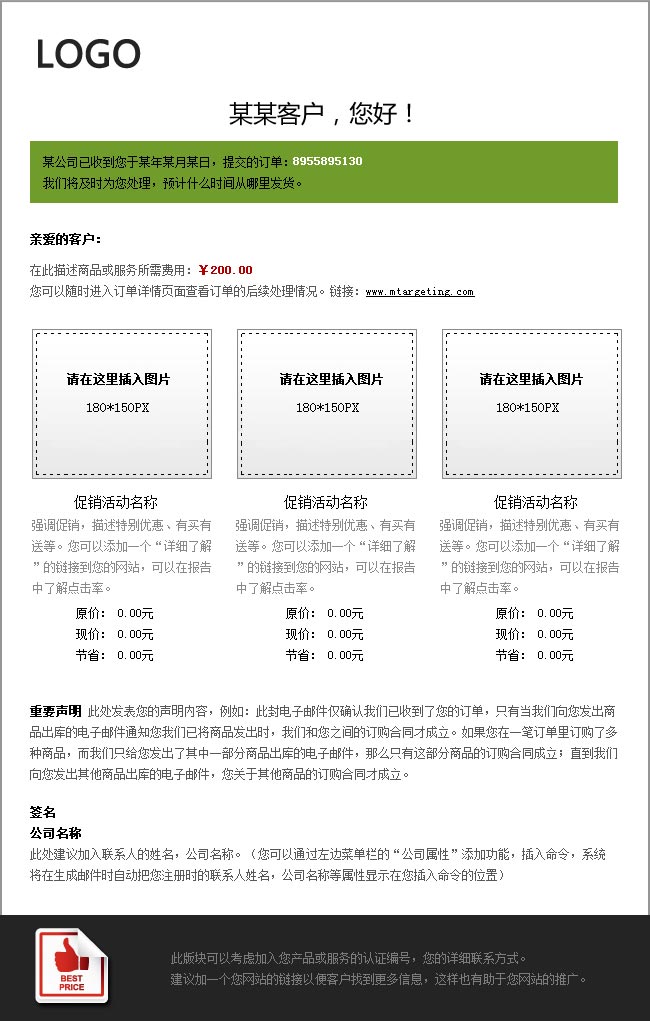 LOGO
某某客户，您好！
某公司已收到您于某年某月某日，提交的订单：8955895130
我们将及时为您处理，预计什么时间从哪里发货。
亲爱的客户：
在此描述商品或服务所需费用：￥200.00
您可以随时进入订单详情页面查看订单的后续处理情况。链接：www.mtargeting.com
请在这里插入图片
180*150PX
请在这里插入图片
180*150PX
请在这里插入图片
180*150PX
促销活动名称
强调促销，描述特别优惠、有买有
送等。您可以添加一个“详细了解
”的链接到您的网站，可以在报告
中了解点击率。
原价： 0.00元
现价： 0.00元
节省： 0.00元
促销活动名称
强调促销，描述特别优惠、有买有
送等。您可以添加一个“详细了解
”的链接到您的网站，可以在报告
中了解点击率。
原价： 0.00元
现价： 0.00元
节省： 0.00元
促销活动名称
强调促销，描述特别优惠、有买有
送等。您可以添加一个“详细了解
”的链接到您的网站，可以在报告
中了解点击率。
原价： 0.00元
现价： 0.00元
节省： 0.00元
重要声明 此处发表您的声明内容，例如：此封电子邮件仅确认我们已收到了您的订单，只有当我们向您发出商
品出库的电子邮件通知您我们已将商品发出时，我们和您之间的订购合同才成立。如果您在一笔订单里订购了多
种商品，而我们只给您发出了其中一部分商品出库的电子邮件，那么只有这部分商品的订购合同成立；直到我们
向您发出其他商品出库的电子邮件，您关于其他商品的订购合同才成立。
签名
公司名称
此处建议加入联系人的姓名，公司名称。（您可以通过左边菜单栏的“公司属性”添加功能，插入命令，系统
将在生成邮件时自动把您注册时的联系人姓名，公司名称等属性显示在您插入命令的位置）
BEST
PRICE
此版块可以考虑加入您产品或服务的认证编号，您的详细联系方式。
建议加一个您网站的链接以便客户找到更多信息，这样也有助于您网站的推广。